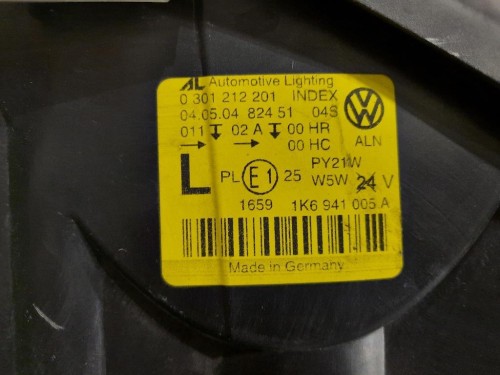 AL Automotive Lighting
0 301 212 201 INDEX
04.05.04 824 51 04S
011 02 A 00 HR
00 HC ALN
L PL E1 25 PY21W
W5W 24 V
1659 1K6 941 005 A
Made in Germany